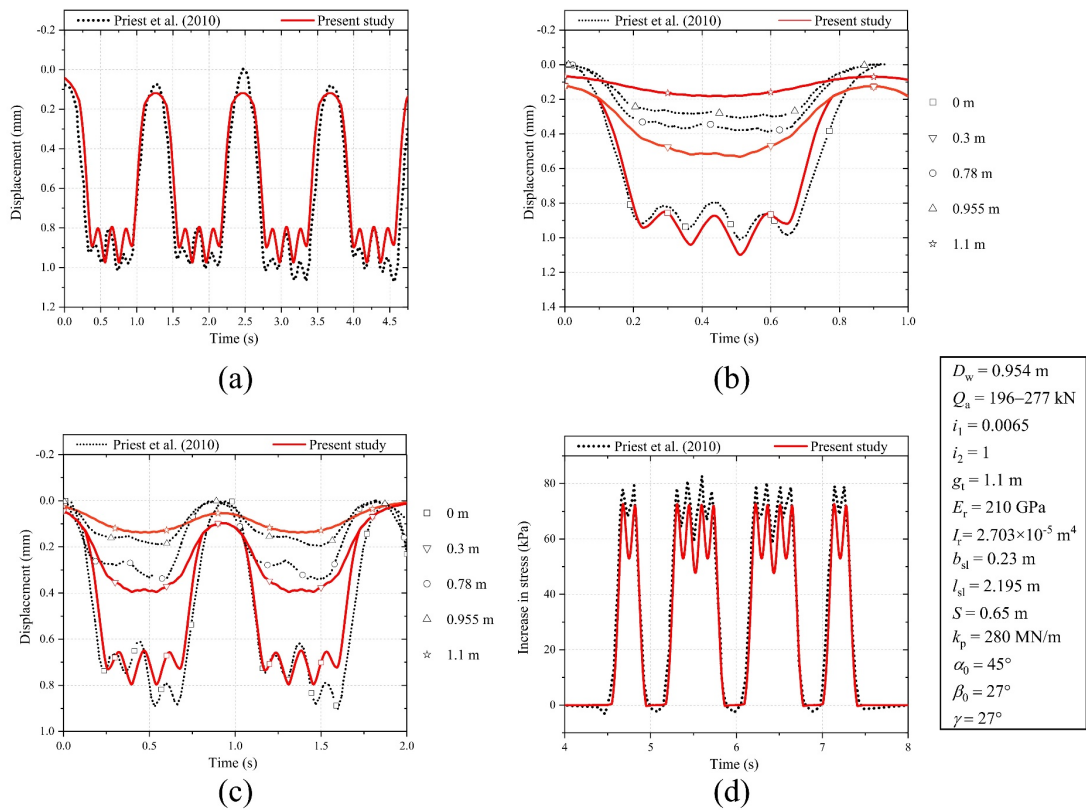 Priest et al. (2010) Present study
-0.2
0.0
0.2
0.4
0.6
0.8
1.0
1.2
Displacement (mm)
0.0 0.5 1.0 1.5 2.0 2.5 3.0 3.5 4.0 4.5
Time (s)
(a)
Priest et al. (2010) Present study
-0.2
0.0
0.2
0.4
0.6
0.8
1.0
1.2
1.4
Displacement (mm)
0.0 0.2 0.4 0.6 0.8 1.0
Time (s)
0 m
0.3 m
0.78 m
0.955 m
1.1 m
(b)
Priest et al. (2010) Present study
-0.2
0.0
0.2
0.4
0.6
0.8
1.0
Displacement (mm)
0.0 0.5 1.0 1.5 2.0
Time (s)
0 m
0.3 m
0.78 m
0.955 m
1.1 m
(c)
Priest et al. (2010) Present study
80
60
40
20
0
Increase in stress (kPa)
4 5 6 7 8
Time (s)
(d)
D_w = 0.954 m
Q_a = 196–277 kN
i_1 = 0.0065
i_2 = 1
g_t = 1.1 m
E_r = 210 GPa
I_r = 2.703×10⁻⁵ m⁴
b_sl = 0.23 m
l_sl = 2.195 m
S = 0.65 m
k_p = 280 MN/m
α_0 = 45°
β_0 = 27°
γ = 27°